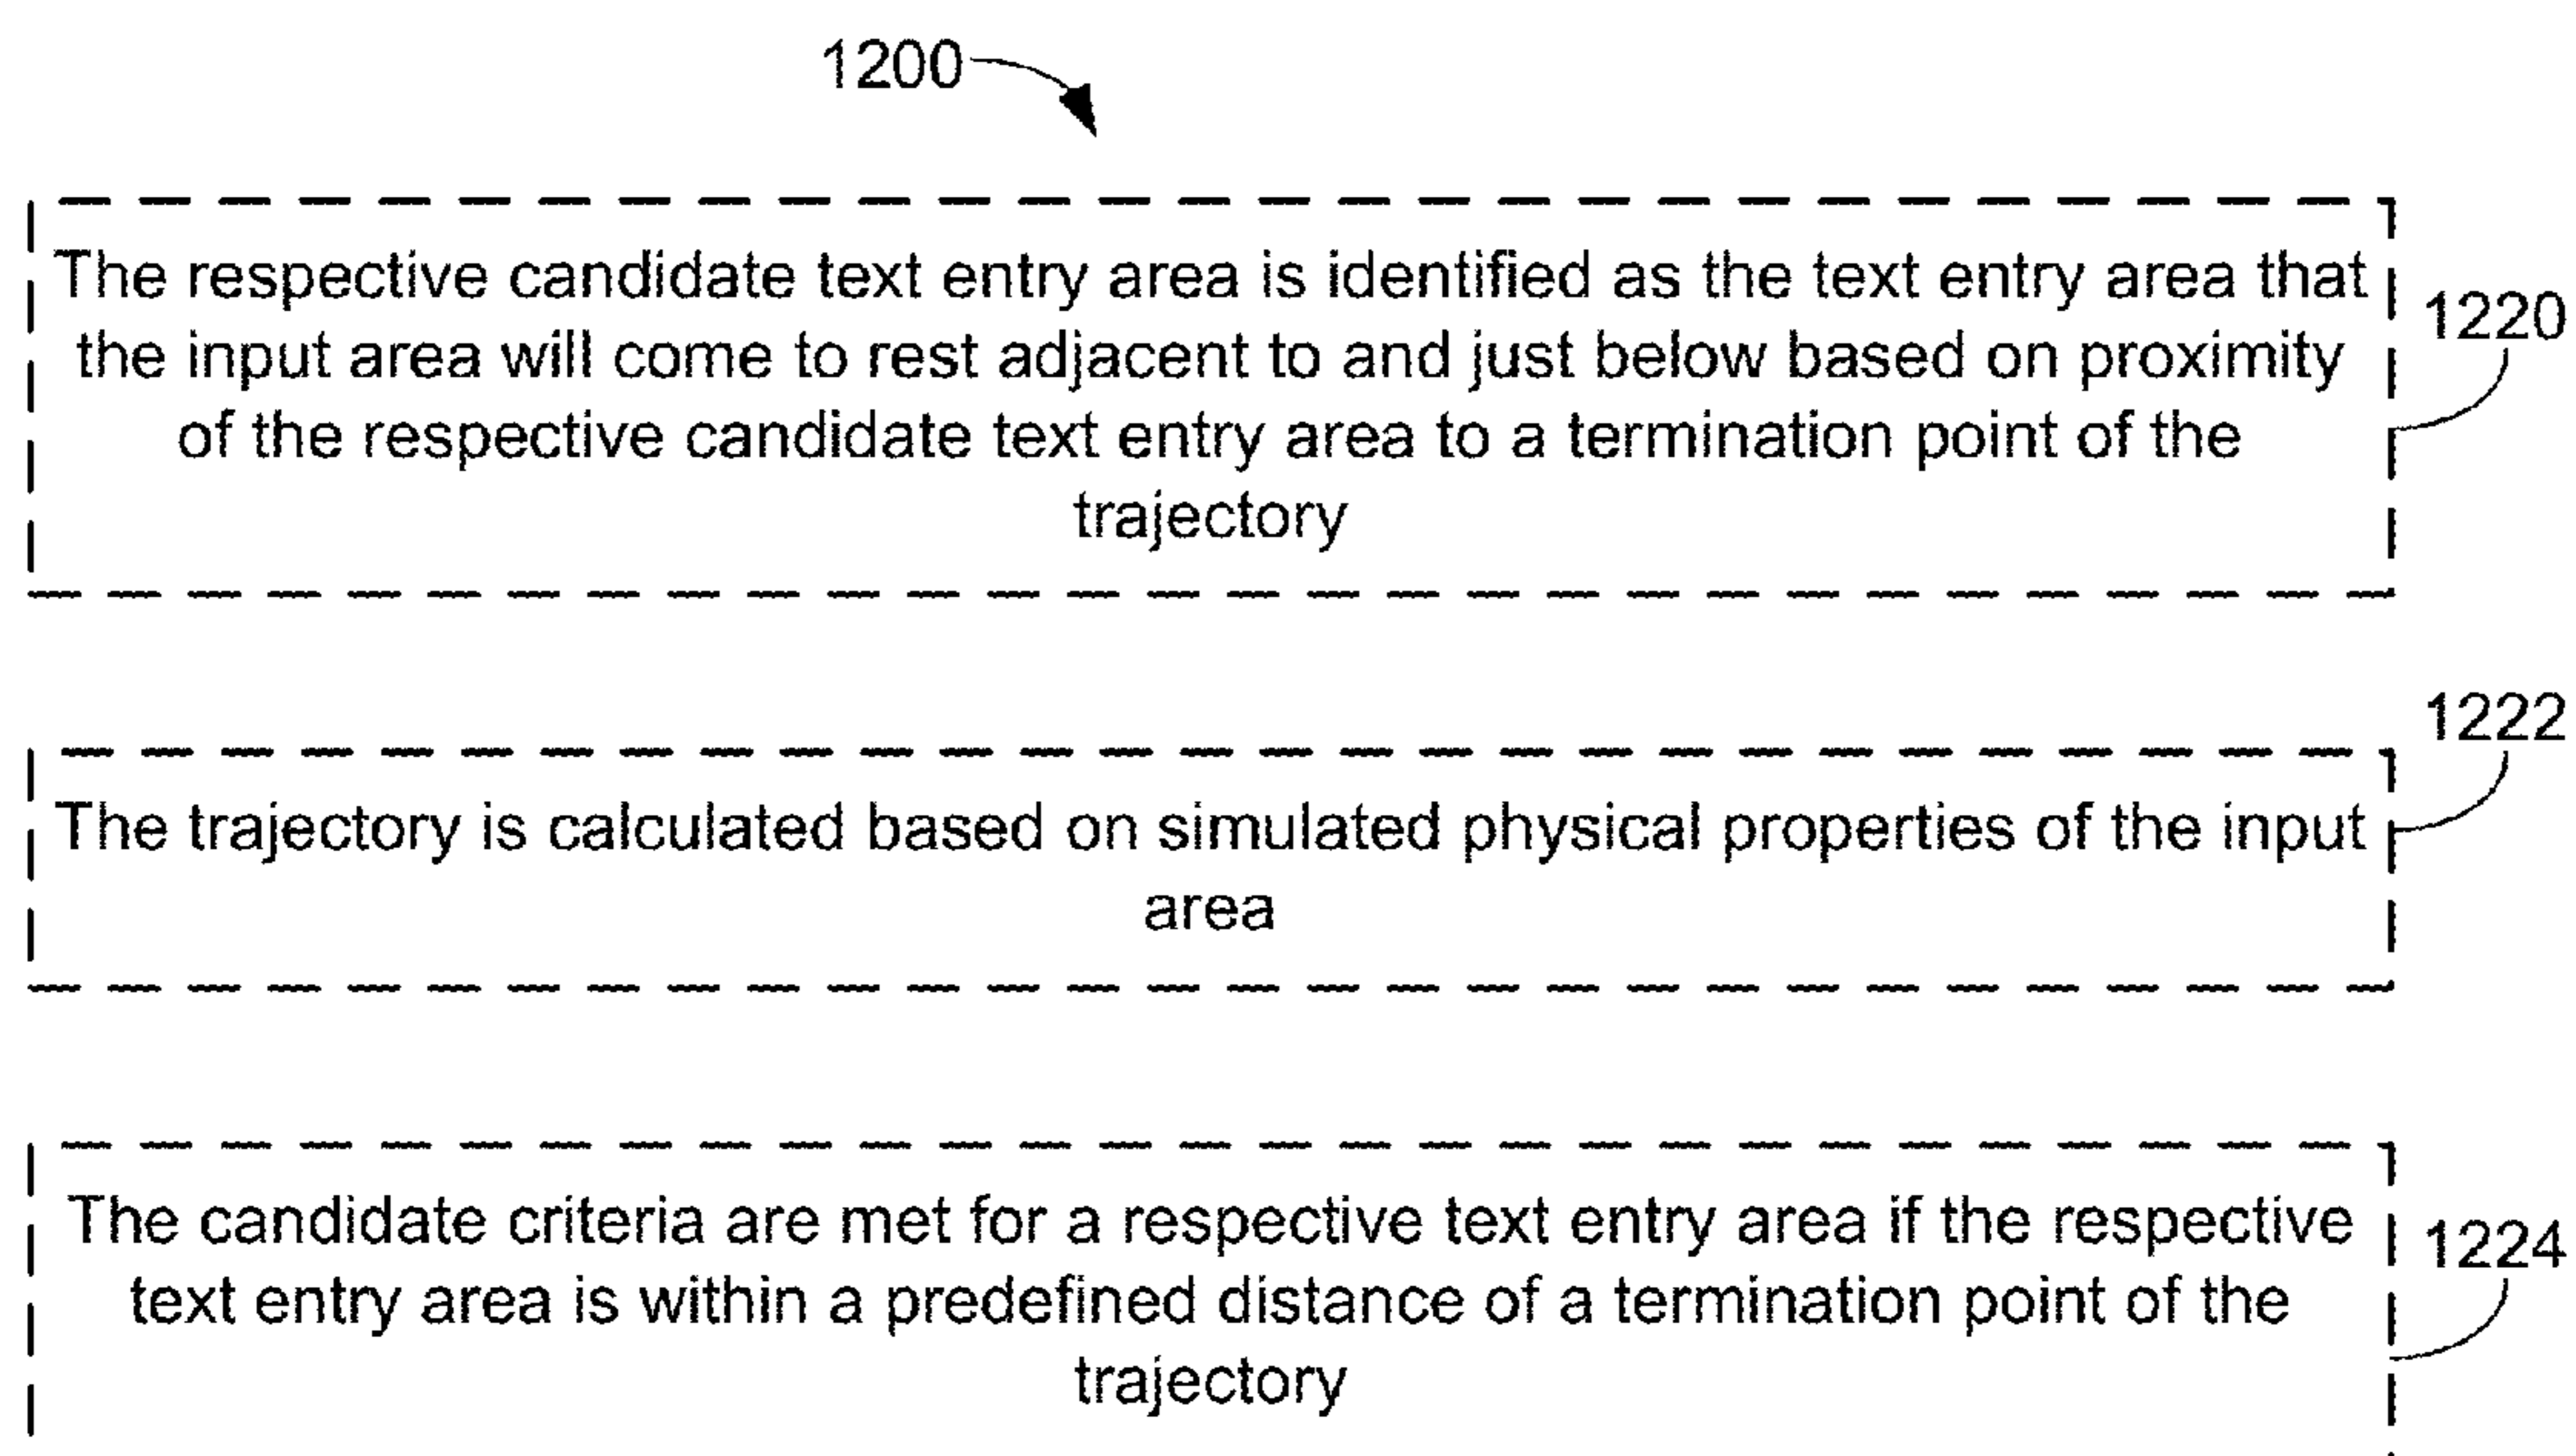 1200
The respective candidate text entry area is identified as the text entry area that
the input area will come to rest adjacent to and just below based on proximity
of the respective candidate text entry area to a termination point of the
trajectory
1220
The trajectory is calculated based on simulated physical properties of the input
area
1222
The candidate criteria are met for a respective text entry area if the respective
text entry area is within a predefined distance of a termination point of the
trajectory
1224